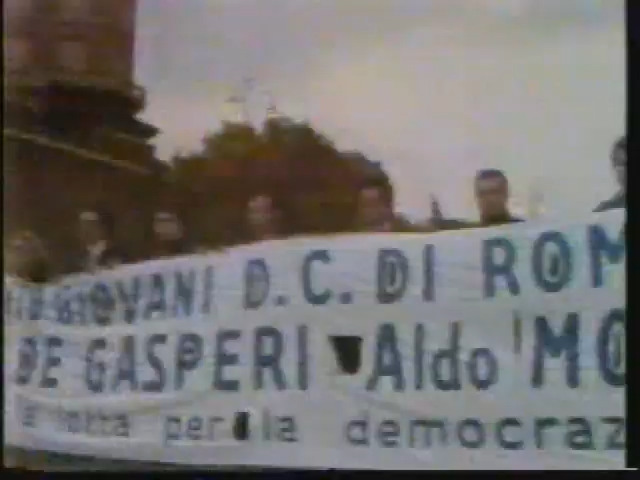 GIOVANI D.C. DI ROM
DE GASPERI Aldo MO
per la democraz